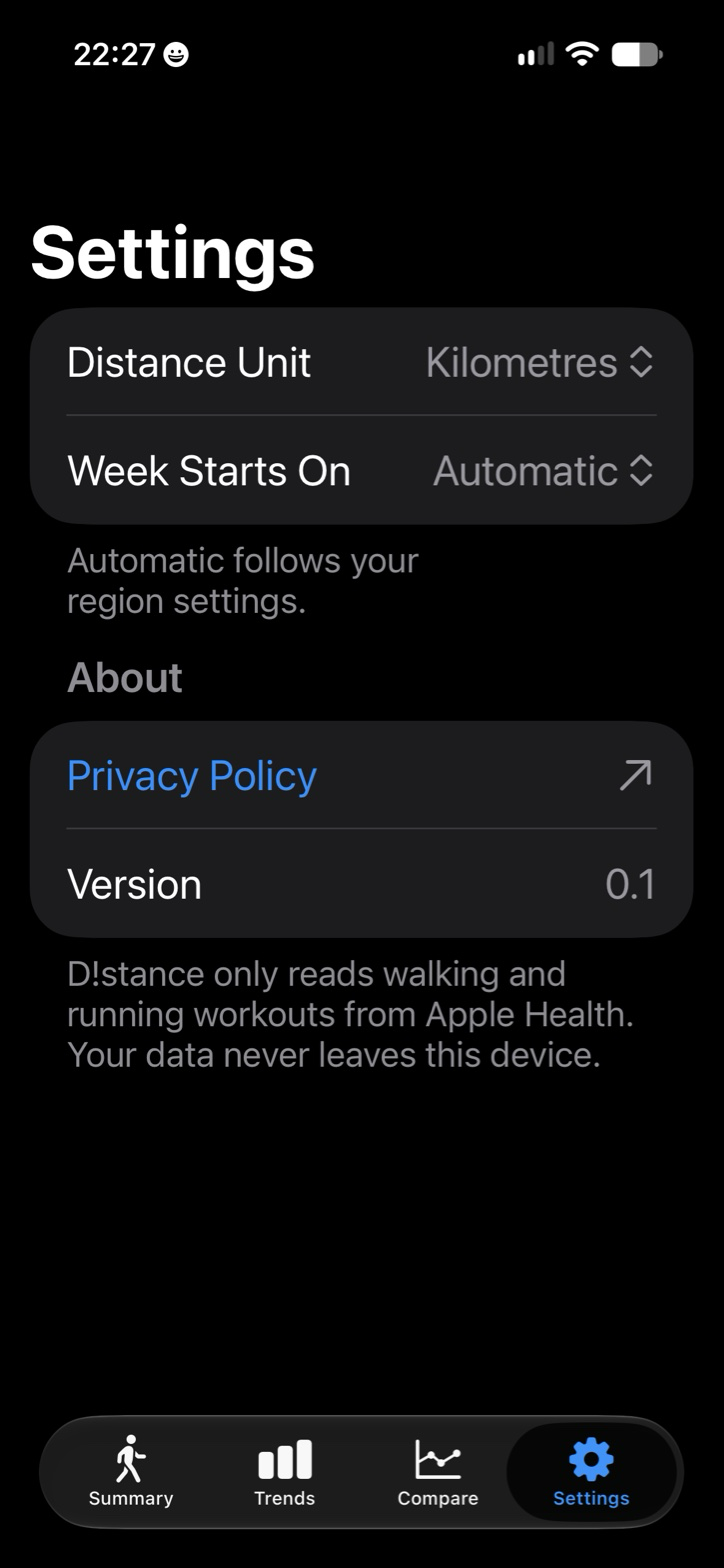 22:27
Settings
Distance Unit Kilometres
Week Starts On Automatic
Automatic follows your
region settings.
About
Privacy Policy
Version 0.1
D!stance only reads walking and
running workouts from Apple Health.
Your data never leaves this device.
Summary Trends Compare Settings